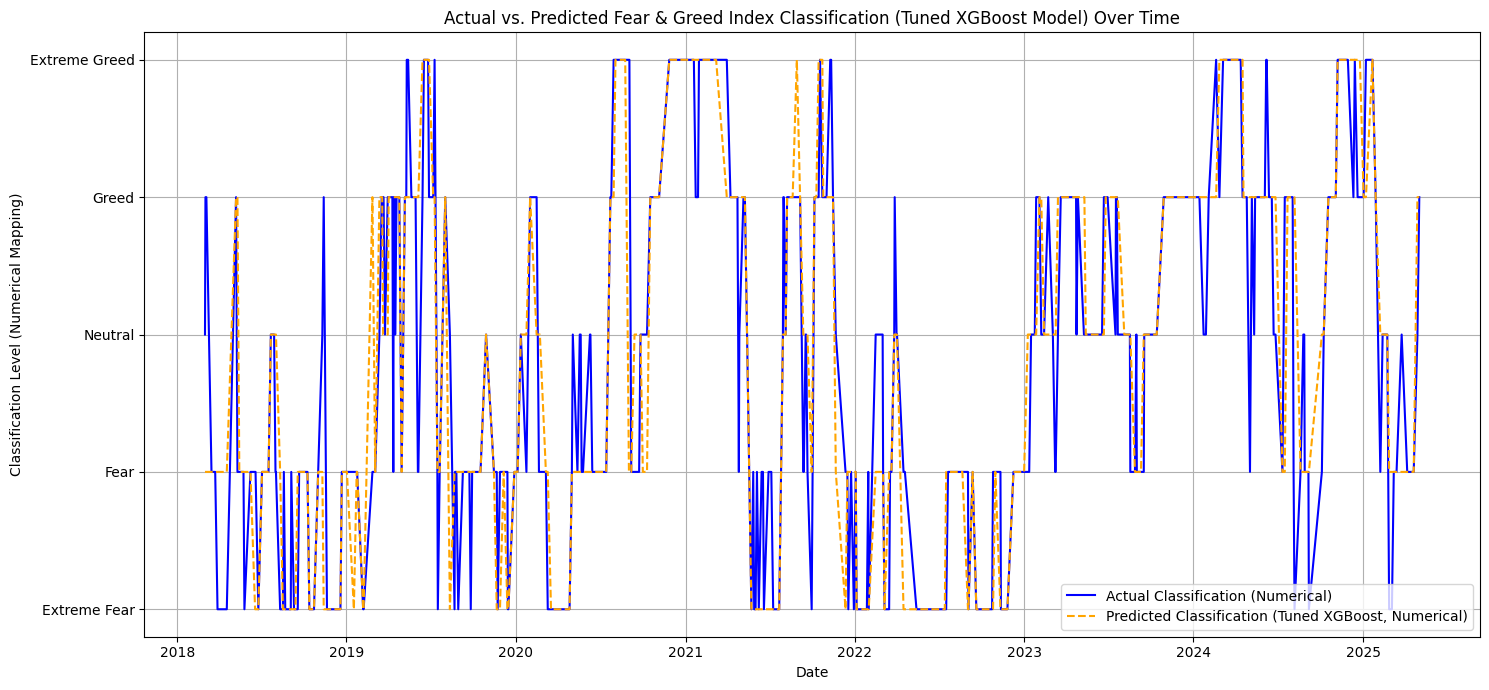 Actual vs. Predicted Fear & Greed Index Classification (Tuned XGBoost Model) Over Time
Classification Level (Numerical Mapping)
Extreme Greed
Greed
Neutral
Fear
Extreme Fear
Actual Classification (Numerical)
Predicted Classification (Tuned XGBoost, Numerical)
2018 2019 2020 2021 2022 2023 2024 2025
Date